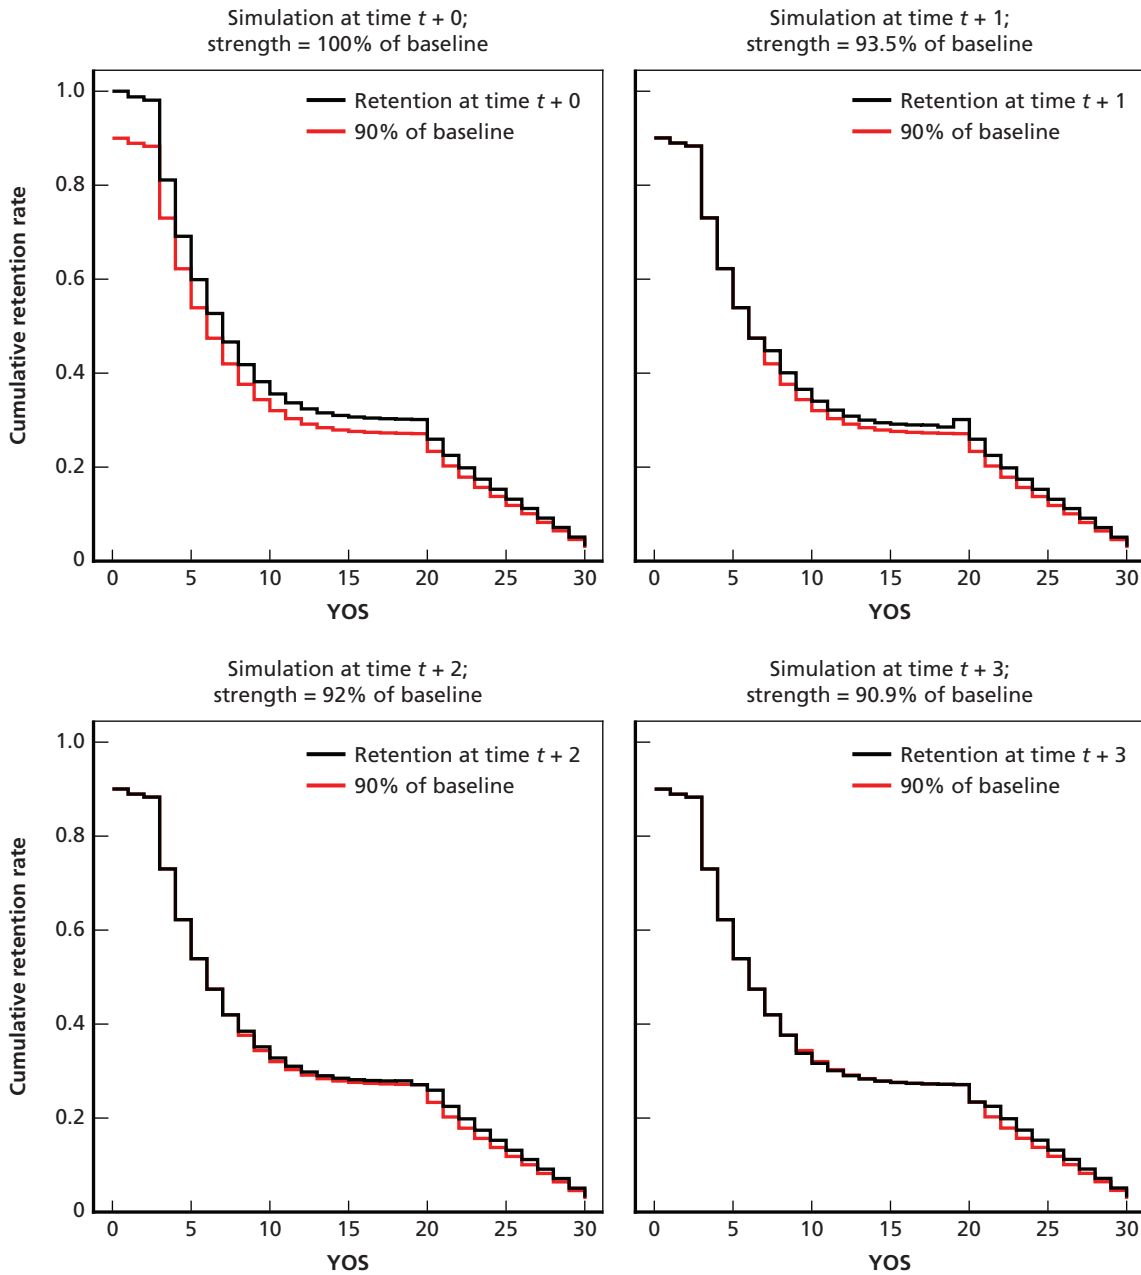 Simulation at time t + 0;
strength = 100% of baseline
Retention at time t + 0
90% of baseline
Cumulative retention rate
1.0
0.8
0.6
0.4
0.2
0
0 5 10 15 20 25 30
YOS
Simulation at time t + 1;
strength = 93.5% of baseline
Retention at time t + 1
90% of baseline
0 5 10 15 20 25 30
YOS
Simulation at time t + 2;
strength = 92% of baseline
Retention at time t + 2
90% of baseline
Cumulative retention rate
1.0
0.8
0.6
0.4
0.2
0
0 5 10 15 20 25 30
YOS
Simulation at time t + 3;
strength = 90.9% of baseline
Retention at time t + 3
90% of baseline
0 5 10 15 20 25 30
YOS